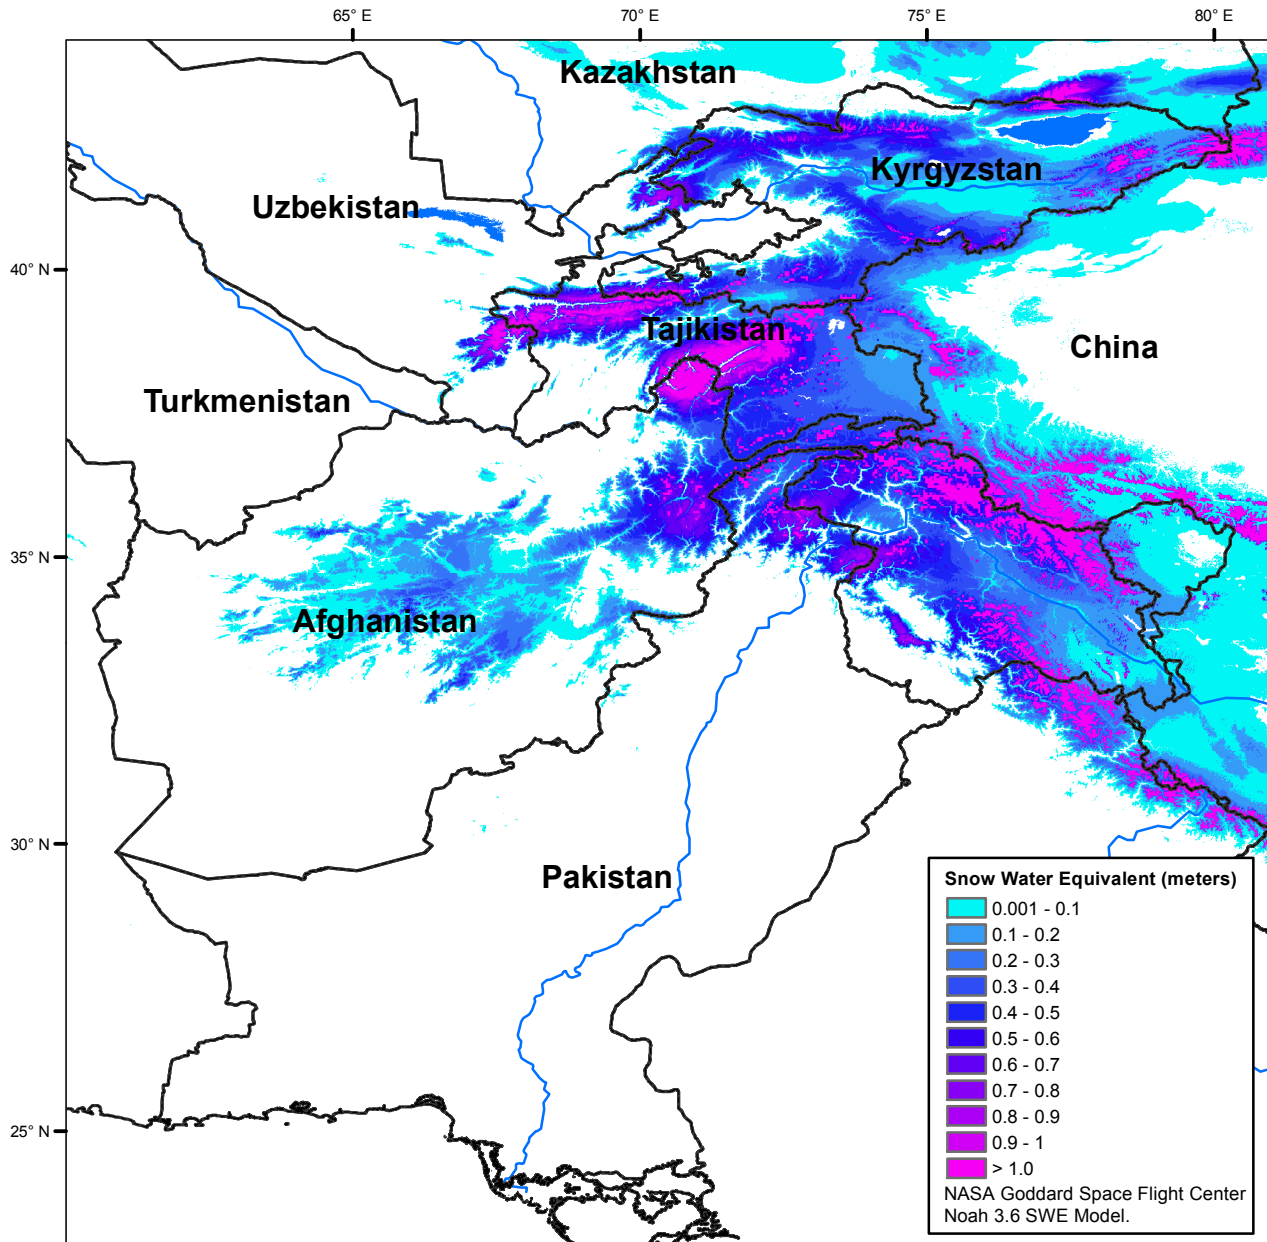 65° E
70° E
75° E
80° E
Kazakhstan
Kyrgyzstan
Uzbekistan
40° N
Tajikistan
China
Turkmenistan
35° N
Afghanistan
30° N
Pakistan
25° N
Snow Water Equivalent (meters)
0.001 - 0.1
0.1 - 0.2
0.2 - 0.3
0.3 - 0.4
0.4 - 0.5
0.5 - 0.6
0.6 - 0.7
0.7 - 0.8
0.8 - 0.9
0.9 - 1
> 1.0
NASA Goddard Space Flight Center
Noah 3.6 SWE Model.